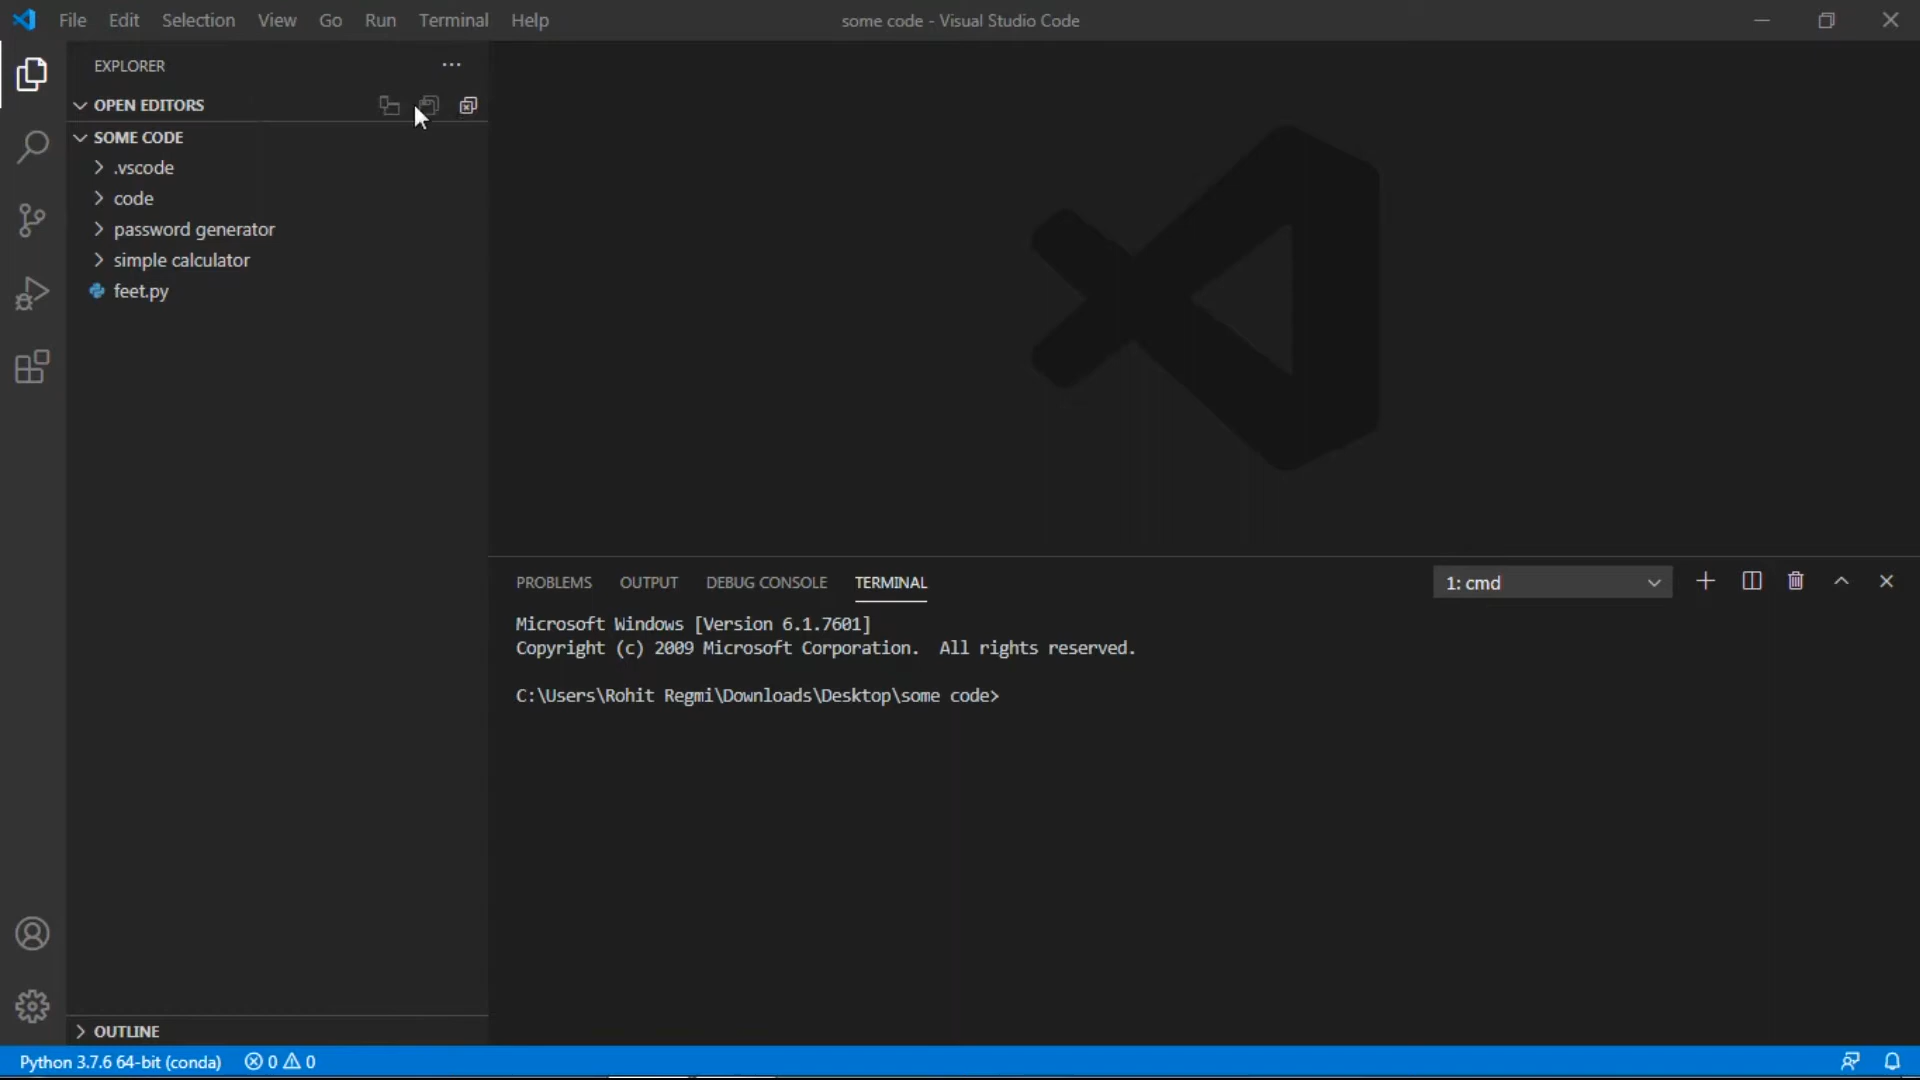 File Edit Selection View Go Run Terminal Help
some code - Visual Studio Code
EXPLORER
OPEN EDITORS
SOME CODE
.vscode
code
password generator
simple calculator
feet.py
PROBLEMS OUTPUT DEBUG CONSOLE TERMINAL
1: cmd
Microsoft Windows [Version 6.1.7601]
Copyright (c) 2009 Microsoft Corporation.  All rights reserved.
C:\Users\Rohit Regmi\Downloads\Desktop\some code>
OUTLINE
Python 3.7.6 64-bit (conda) 0 0